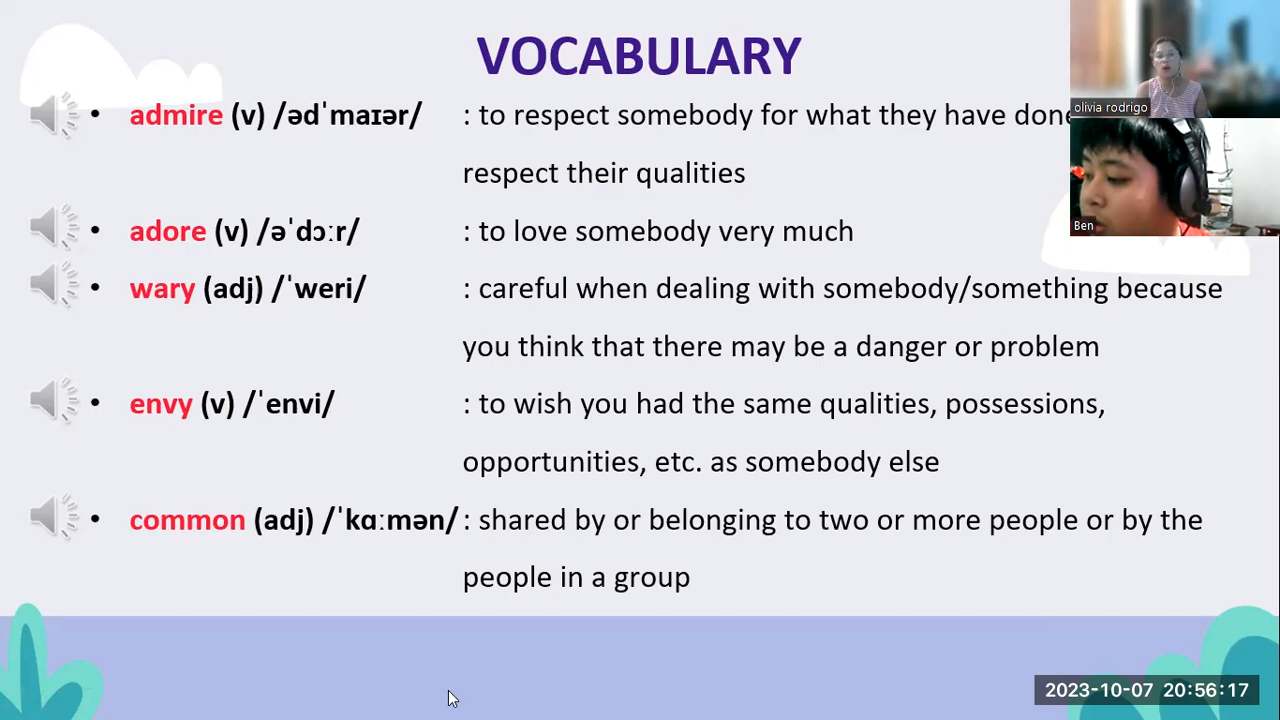 VOCABULARY
• admire (v) /ədˈmaɪər/ : to respect somebody for what they have done
respect their qualities
• adore (v) /əˈdɔːr/ : to love somebody very much
• wary (adj) /ˈweri/ : careful when dealing with somebody/something because
you think that there may be a danger or problem
• envy (v) /ˈenvi/ : to wish you had the same qualities, possessions,
opportunities, etc. as somebody else
• common (adj) /ˈkɑːmən/ : shared by or belonging to two or more people or by the
people in a group
olivia rodrigo
Ben
2023-10-07 20:56:17